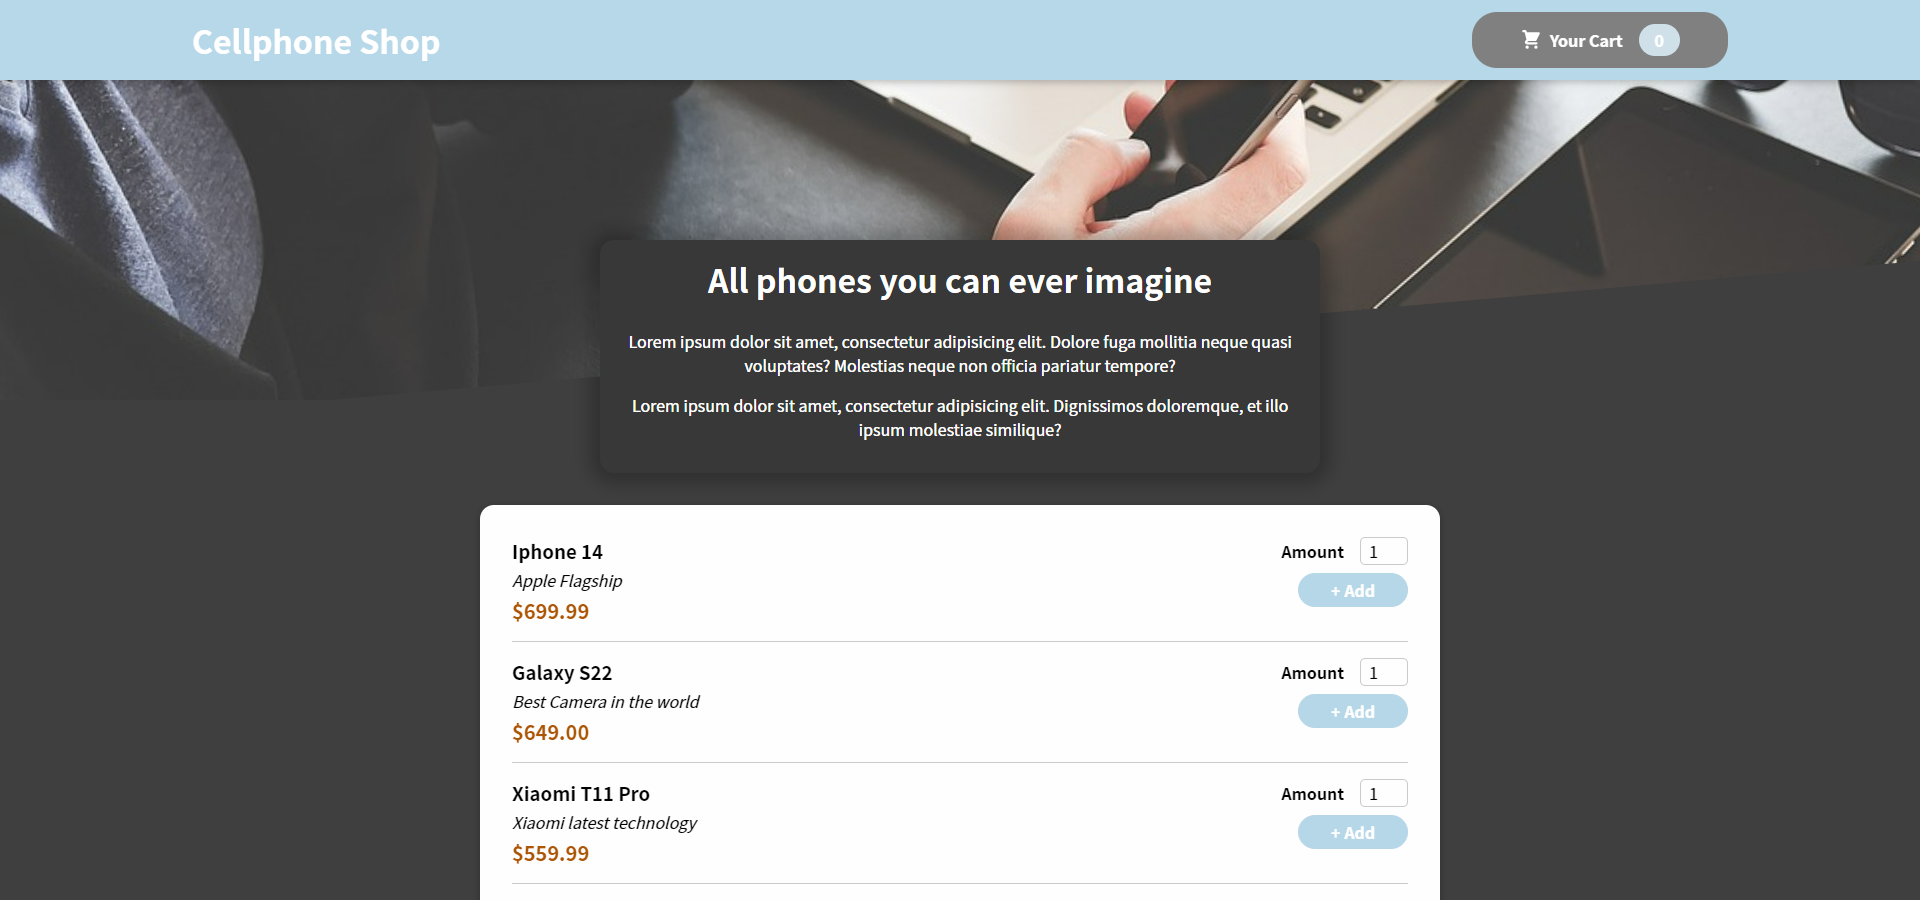 Cellphone Shop
Your Cart 0
All phones you can ever imagine
Lorem ipsum dolor sit amet, consectetur adipisicing elit. Dolore fuga mollitia neque quasi
voluptates? Molestias neque non officia pariatur tempore?
Lorem ipsum dolor sit amet, consectetur adipisicing elit. Dignissimos doloremque, et illo
ipsum molestiae similique?
Iphone 14
Apple Flagship
$699.99
Amount 1
+ Add
Galaxy S22
Best Camera in the world
$649.00
Amount 1
+ Add
Xiaomi T11 Pro
Xiaomi latest technology
$559.99
Amount 1
+ Add